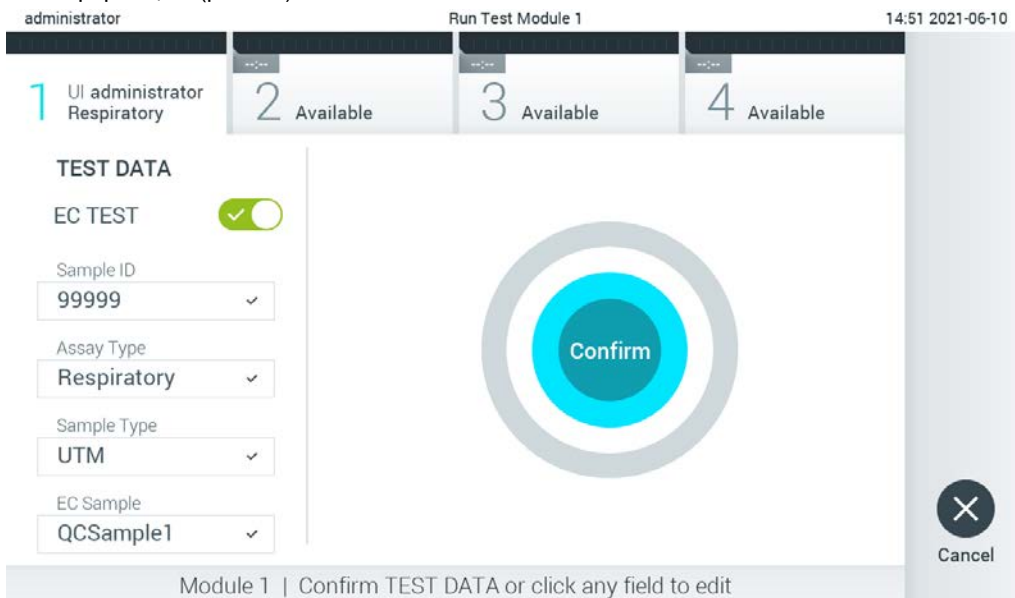 administrator Run Test Module 1 14:51 2021-06-10
--:-- --:-- --:--
1 UI administrator Respiratory
2 Available
3 Available
4 Available
TEST DATA
EC TEST
Sample ID
99999
Assay Type
Respiratory
Sample Type
UTM
EC Sample
QCSample1
Confirm
Cancel
Module 1 | Confirm TEST DATA or click any field to edit